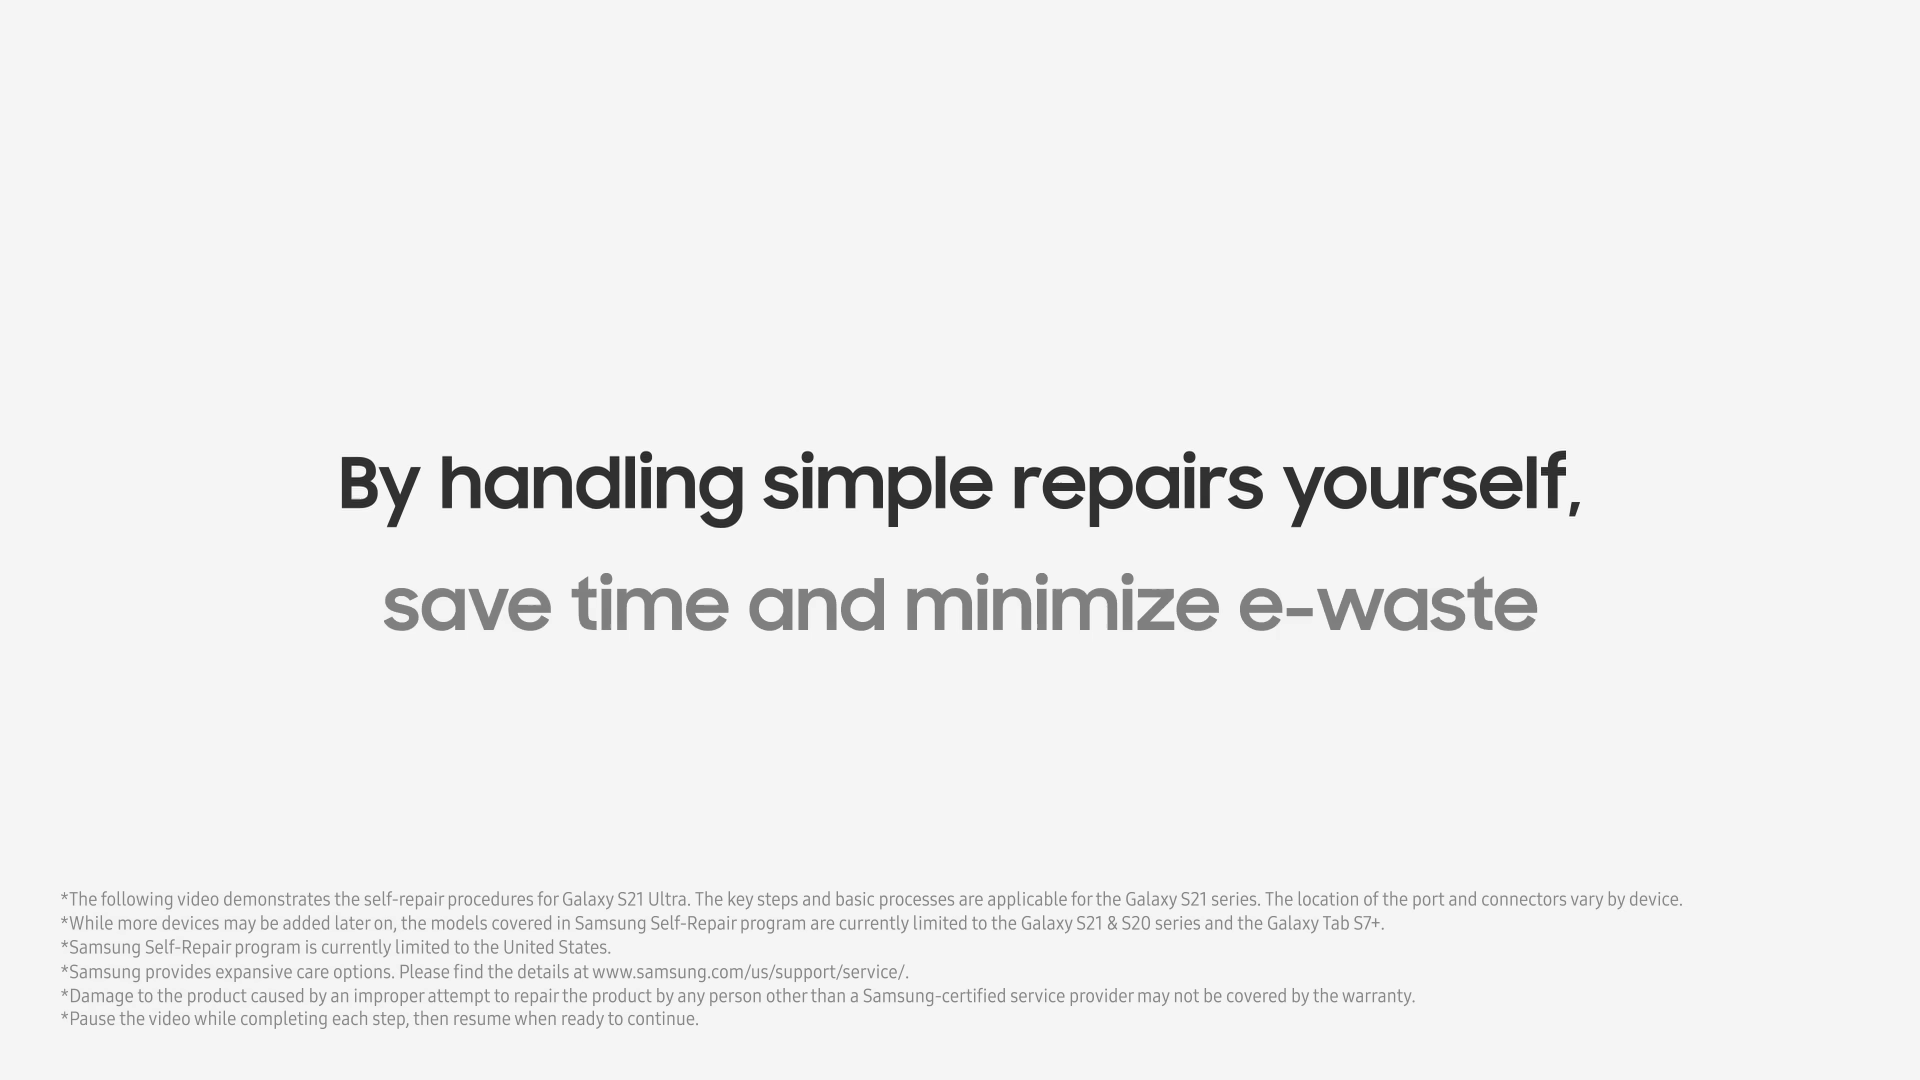 By handling simple repairs yourself,
save time and minimize e-waste
*The following video demonstrates the self-repair procedures for Galaxy S21 Ultra. The key steps and basic processes are applicable for the Galaxy S21 series. The location of the port and connectors vary by device.
*While more devices may be added later on, the models covered in Samsung Self-Repair program are currently limited to the Galaxy S21 & S20 series and the Galaxy Tab S7+.
*Samsung Self-Repair program is currently limited to the United States.
*Samsung provides expansive care options. Please find the details at www.samsung.com/us/support/service/.
*Damage to the product caused by an improper attempt to repair the product by any person other than a Samsung-certified service provider may not be covered by the warranty.
*Pause the video while completing each step, then resume when ready to continue.